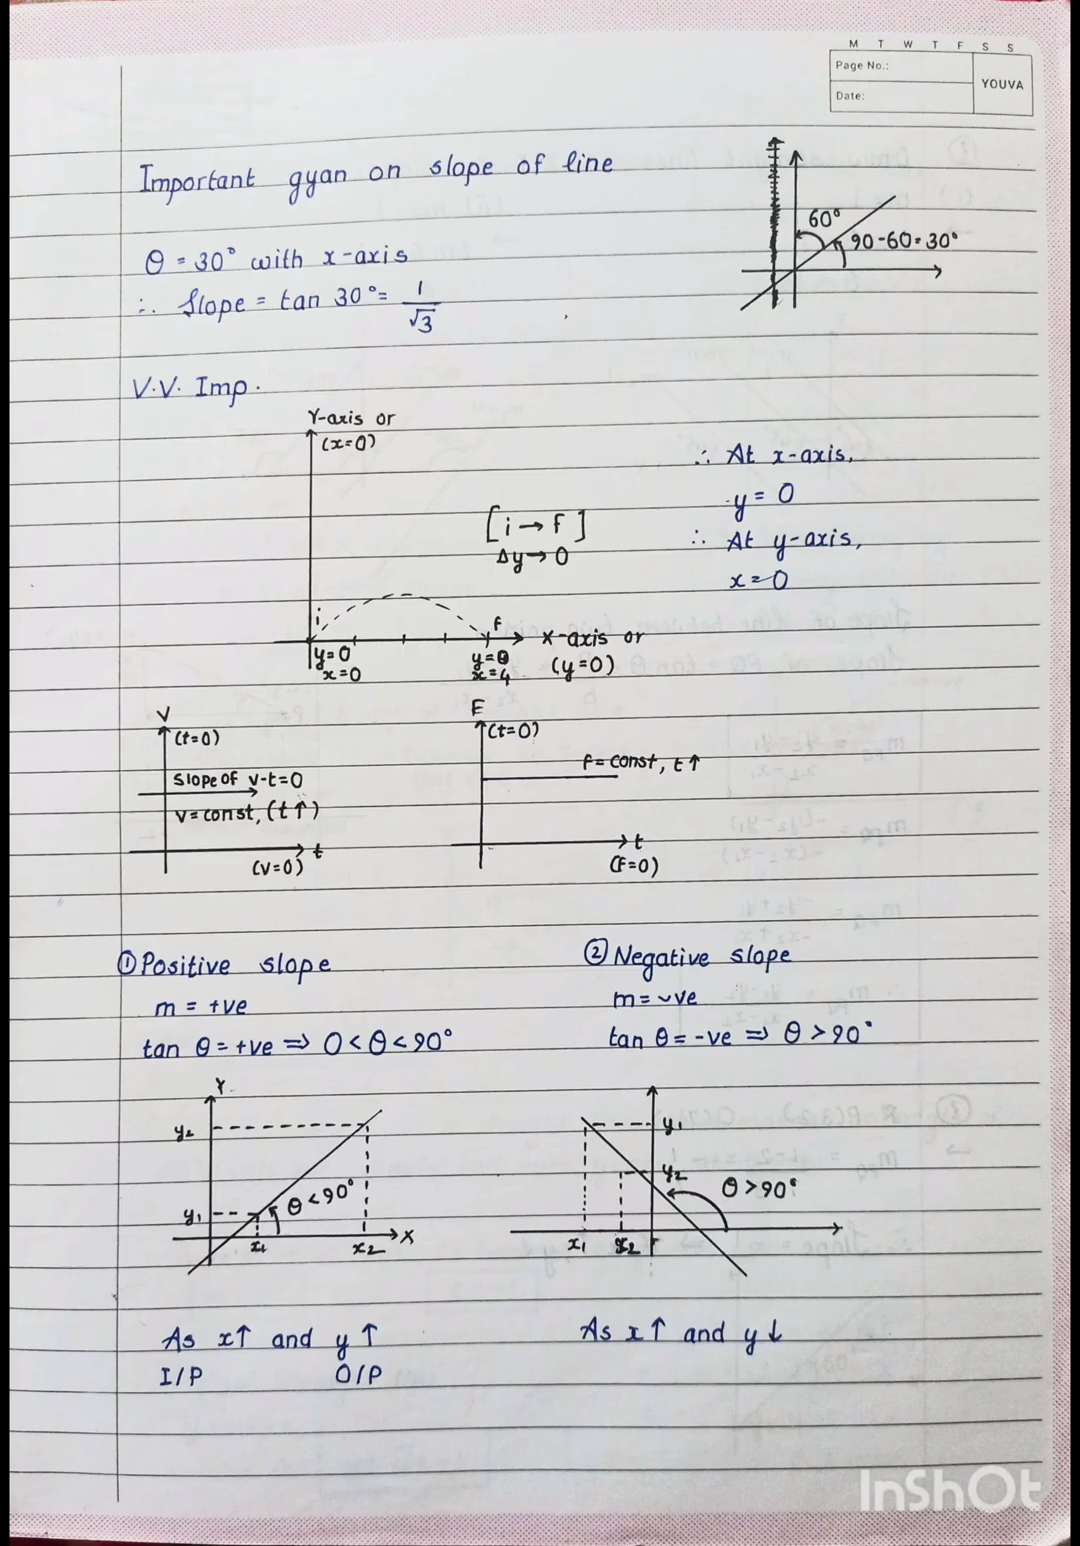 M T W T F S S
Page No.:
YOUVA
Date:
Important gyan on slope of line
60°
90-60=30°
θ = 30° with x-axis
∴ Slope = tan 30° = 1/√3
V.V. Imp.
Y-axis or
(x=0)
∴ At x-axis,
y = 0
[i → f]
Δy → 0
∴ At y-axis,
x = 0
i
f
X-axis or
(y=0)
y=0
x=0
y=0
x=4
V
(t=0)
slope of v-t=0
v=const, (t↑)
t
(v=0)
F
(t=0)
f=const, t↑
t
(F=0)
① Positive slope
m = +ve
tan θ = +ve ⇒ 0<θ<90°
② Negative slope
m = -ve
tan θ = -ve ⇒ θ > 90°
Y
y₂
y₁
θ<90°
x₁
x₂
X
y₁
y₂
θ>90°
x₁
x₂
As x↑ and y↑
I/P O/P
As x↑ and y↓
InShOt